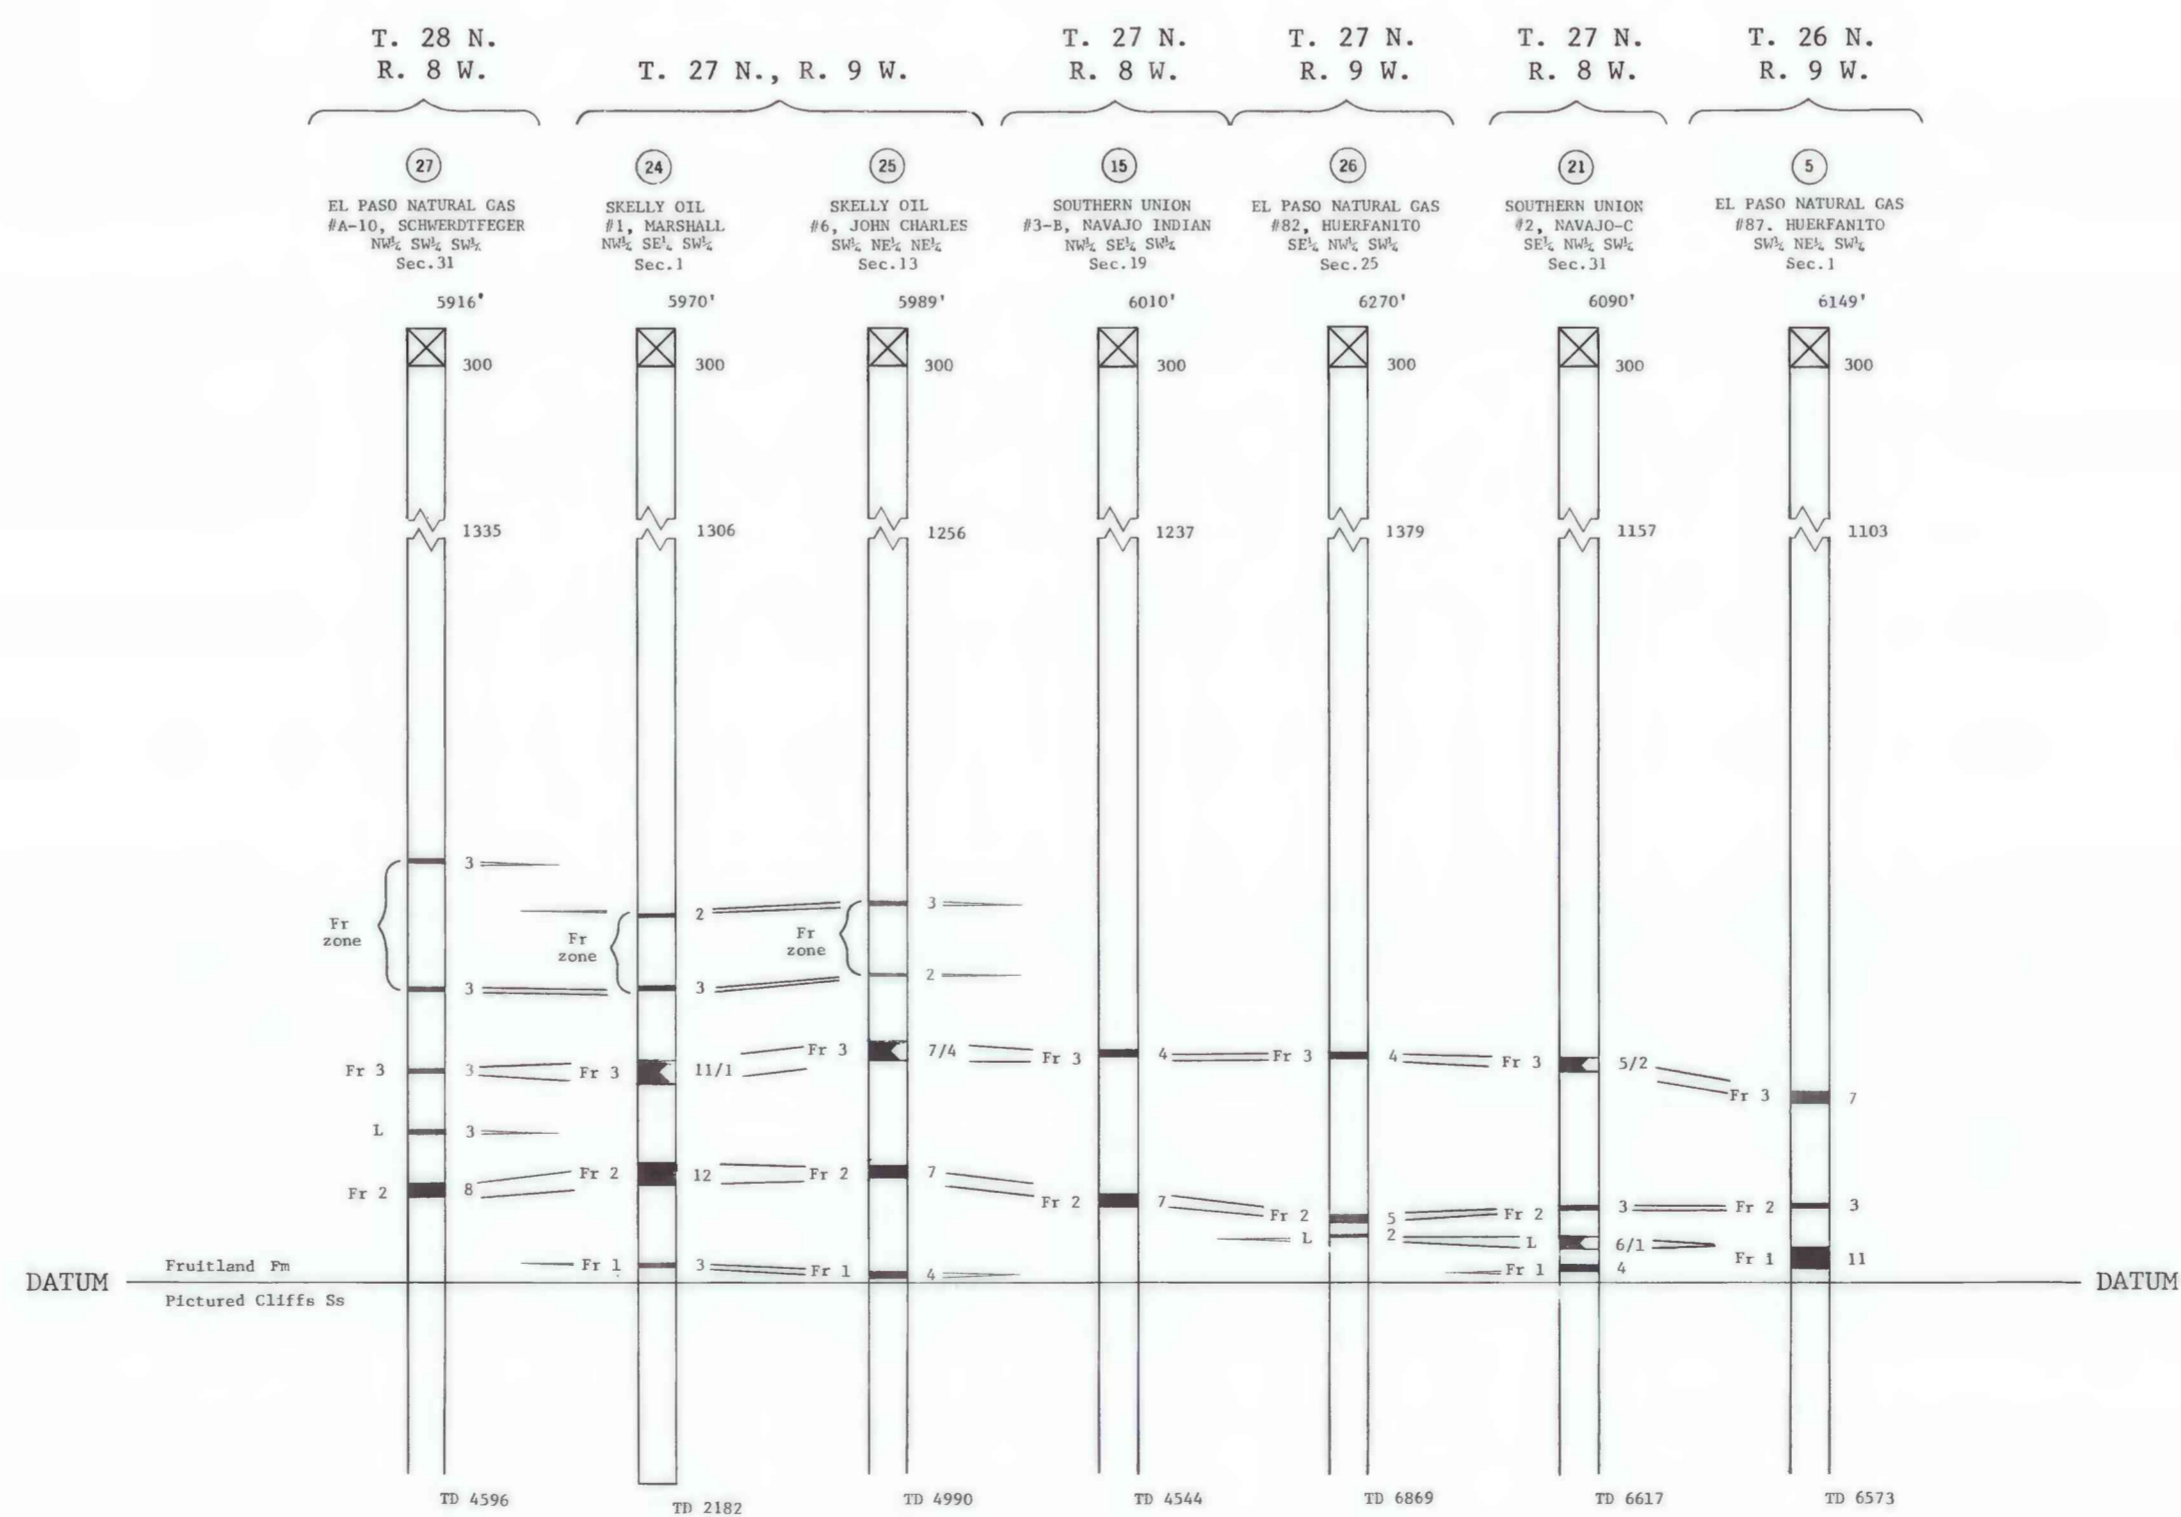 T. 28 N.
R. 8 W.
T. 27 N., R. 9 W.
T. 27 N.
R. 8 W.
T. 27 N.
R. 9 W.
T. 27 N.
R. 8 W.
T. 26 N.
R. 9 W.
27
EL PASO NATURAL GAS
#A-10, SCHWERDTFEGER
NW¼ SW¼ SW¼
Sec.31
5916'
24
SKELLY OIL
#1, MARSHALL
NW¼ SE¼ SW¼
Sec.1
5970'
25
SKELLY OIL
#6, JOHN CHARLES
SW¼ NE¼ NE¼
Sec.13
5989'
15
SOUTHERN UNION
#3-B, NAVAJO INDIAN
NW¼ SE¼ SW¼
Sec.19
6010'
26
EL PASO NATURAL GAS
#82, HUERFANITO
SE¼ NW¼ SW¼
Sec.25
6270'
21
SOUTHERN UNION
#2, NAVAJO-C
SE¼ NW¼ SW¼
Sec.31
6090'
5
EL PASO NATURAL GAS
#87. HUERFANITO
SW¼ NE¼ SW¼
Sec.1
6149'
300 300 300 300 300 300 300
1335 1306 1256 1237 1379 1157 1103
3
Fr
zone
3
Fr 3 3
L 3
Fr 2 8
2
Fr
zone
3
Fr 3 11/1
Fr 2 12
Fr 1 3
3
Fr
zone
2
Fr 3 7/4
Fr 2 7
Fr 1 4
Fr 3 4
Fr 2 7
Fr 3 4
Fr 2 5
L 2
Fr 3 5/2
Fr 2 3
L 6/1
Fr 1 4
Fr 3 7
Fr 2 3
Fr 1 11
Fruitland Fm
DATUM DATUM
Pictured Cliffs Ss
TD 4596
TD 2182
TD 4990
TD 4544
TD 6869
TD 6617
TD 6573